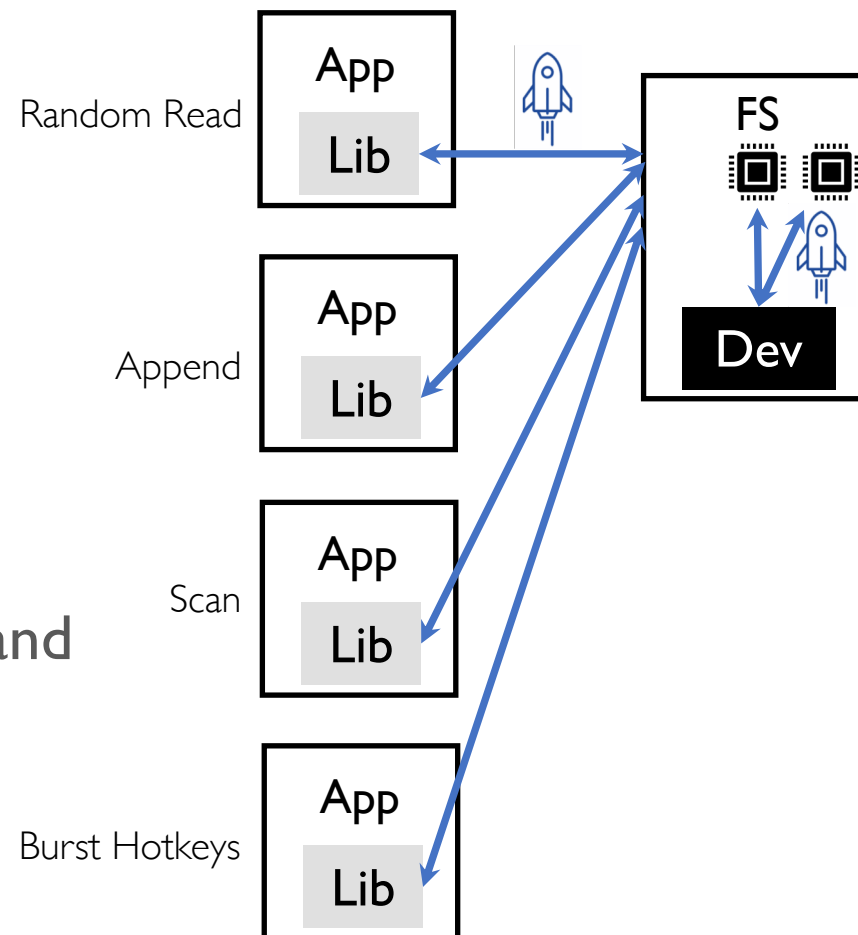 App
Random Read
Lib
FS
App
Append
Lib
Dev
App
Scan
Lib
and
App
Burst Hotkeys
Lib